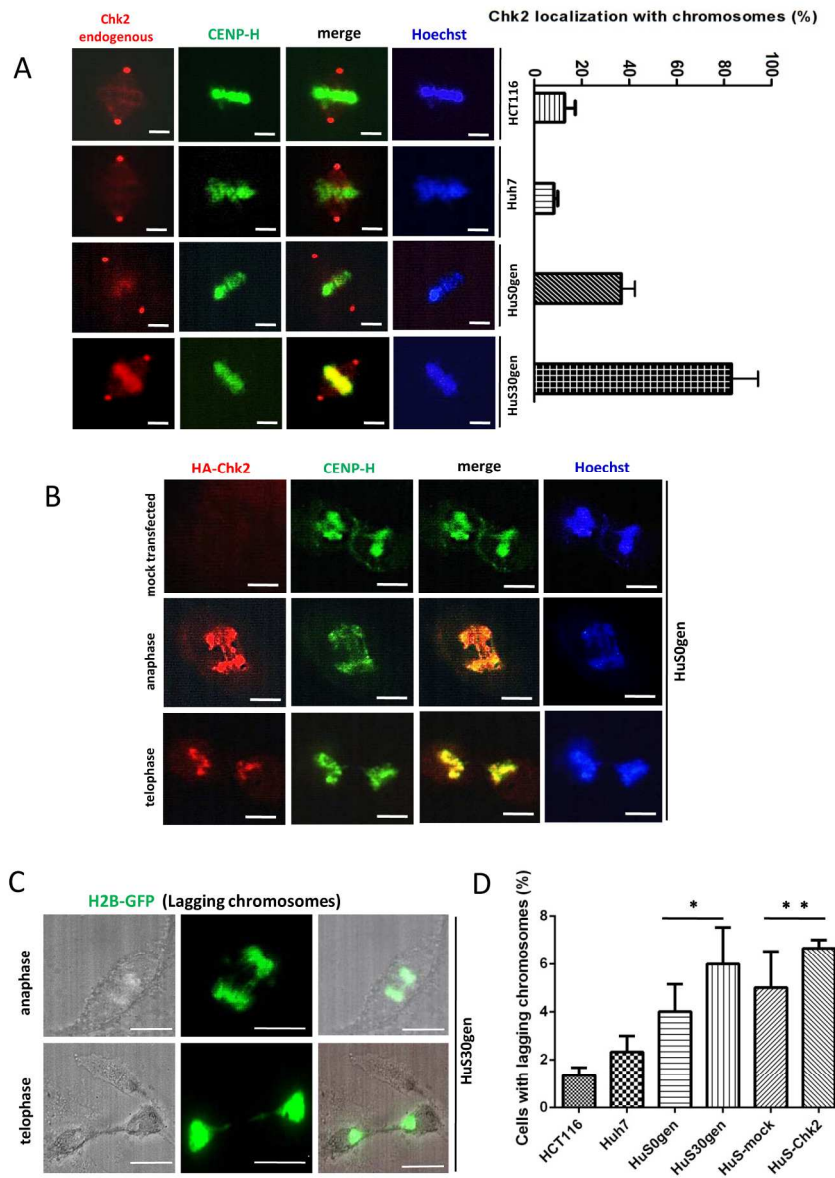 A
Chk2
endogenous
CENP-H
merge
Hoechst
Chk2 localization with chromosomes (%)
0
20
40
60
80
100
HCT116
Huh7
HuS0gen
HuS30gen
B
HA-Chk2
CENP-H
merge
Hoechst
mock transfected
anaphase
telophase
HuS0gen
C
H2B-GFP (Lagging chromosomes)
anaphase
telophase
HuS30gen
D
Cells with lagging chromosomes (%)
8
6
4
2
0
*
* *
HCT116
Huh7
HuS0gen
HuS30gen
HuS-mock
HuS-Chk2